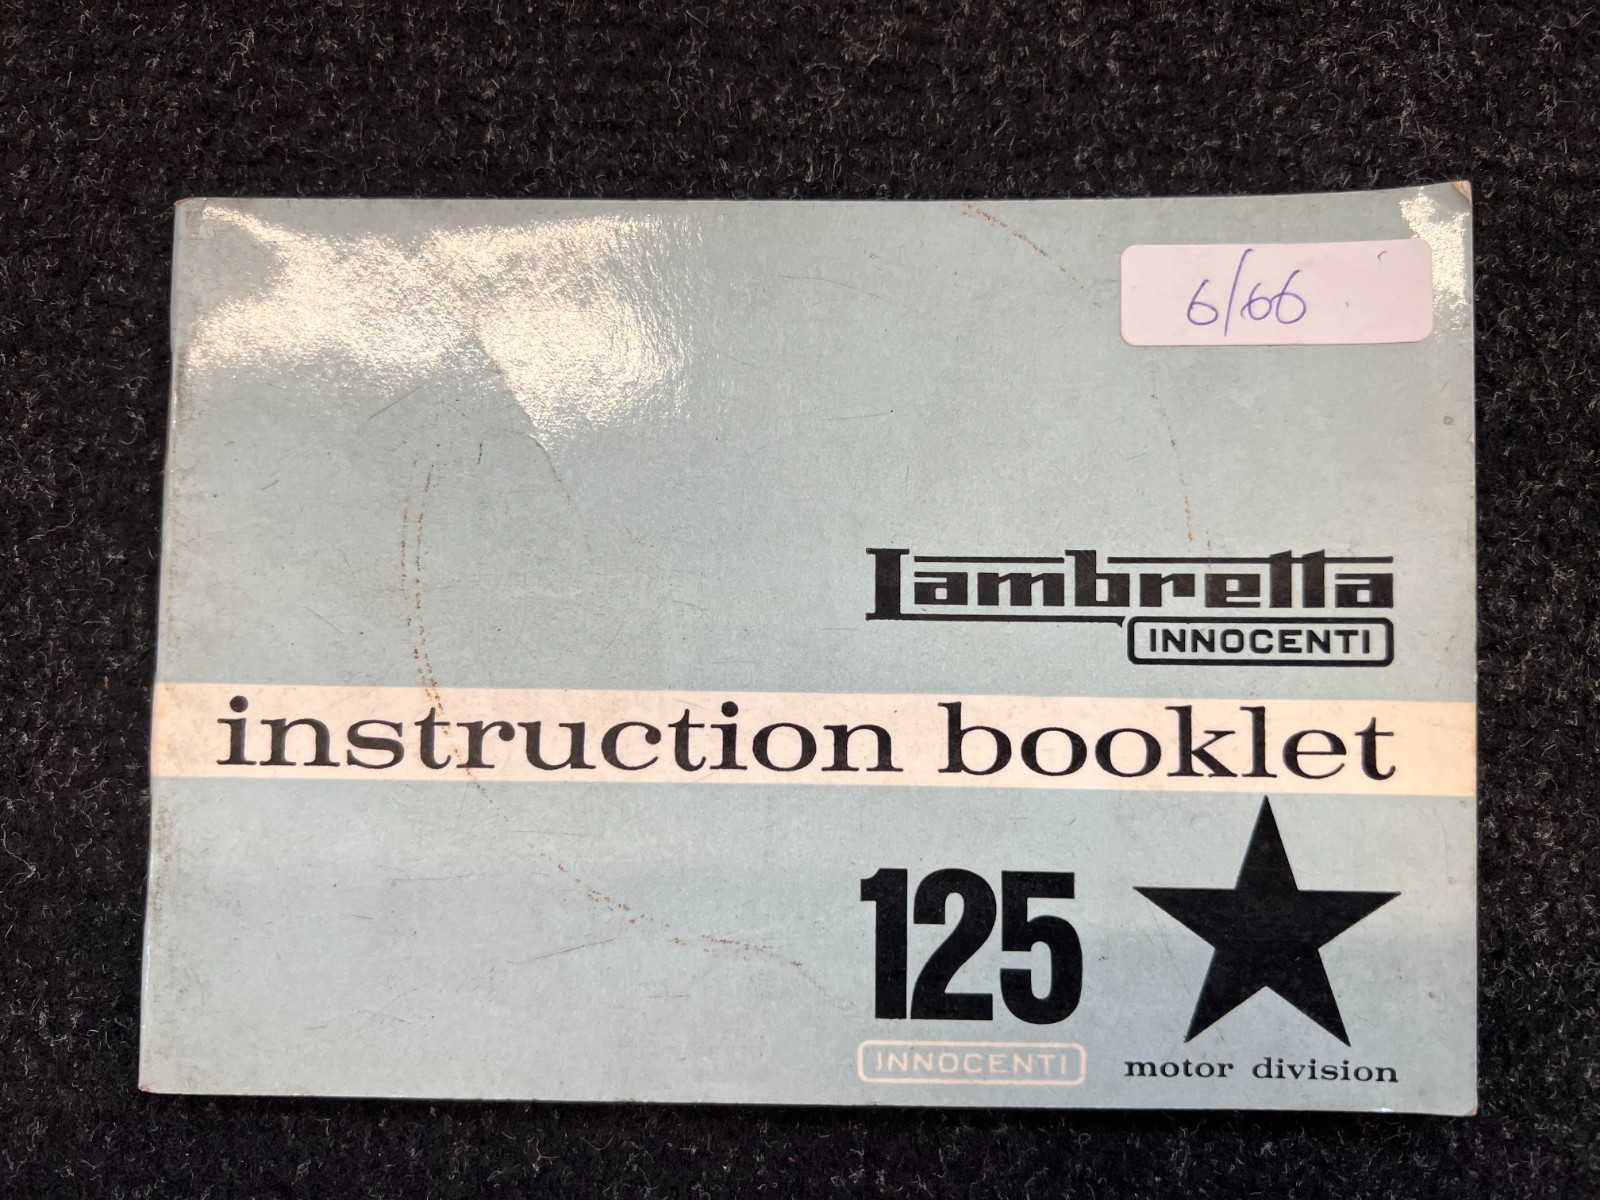 6/66
Lambretta
INNOCENTI
instruction booklet
125
INNOCENTI
motor division